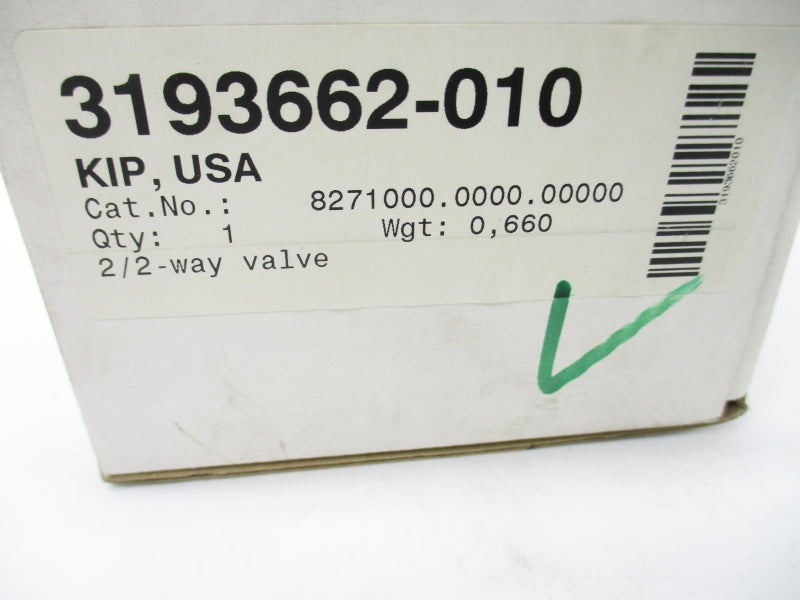 3193662-010
KIP, USA
Cat.No.: 8271000.0000.00000
Qty: 1 Wgt: 0,660
2/2-way valve
3193662010